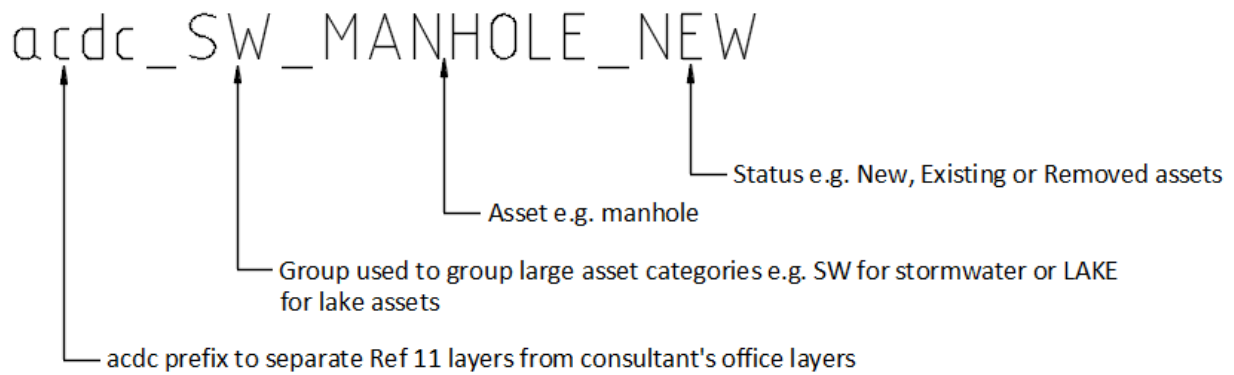 acdc_SW_MANHOLE_NEW
Status e.g. New, Existing or Removed assets
Asset e.g. manhole
Group used to group large asset categories e.g. SW for stormwater or LAKE
for lake assets
acdc prefix to separate Ref 11 layers from consultant's office layers